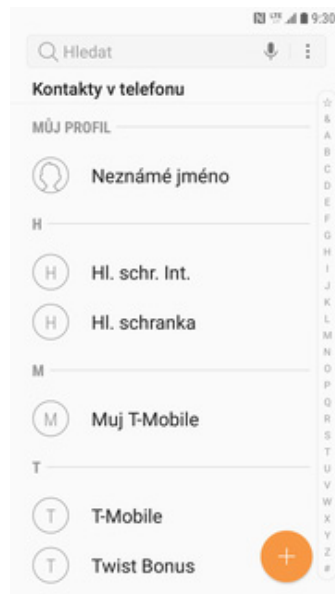 LTE 9:30
Hledat
Kontakty v telefonu
MŮJ PROFIL
Neznámé jméno
H
H Hl. schr. Int.
H Hl. schranka
M
M Muj T-Mobile
T
T T-Mobile
T Twist Bonus
&
A
B
C
D
E
F
G
H
I
J
K
L
M
N
O
P
Q
R
S
T
U
V
W
X
Y
Z
#